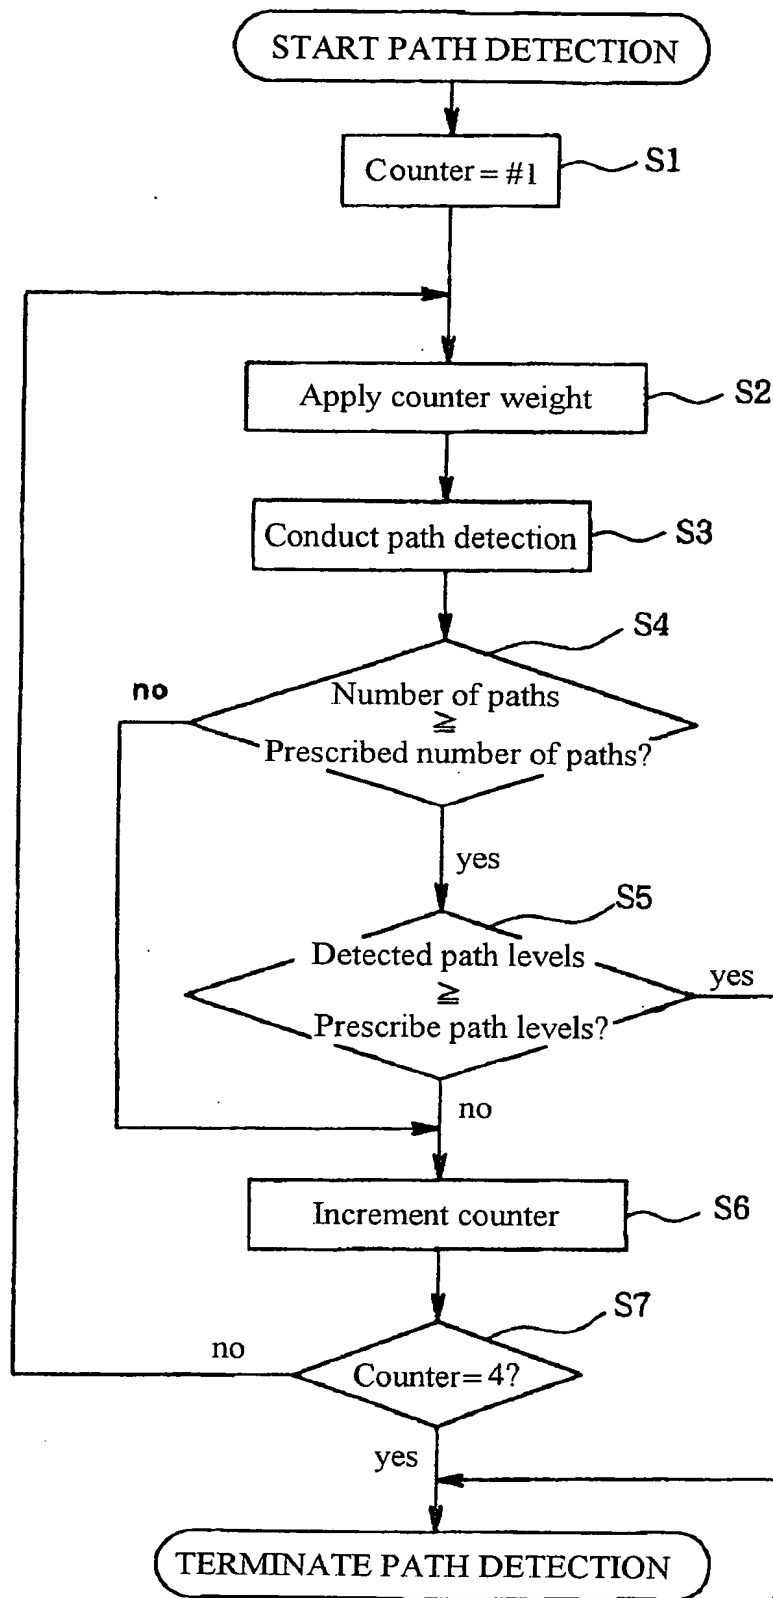 START PATH DETECTION
Counter = #1
S1
Apply counter weight
S2
Conduct path detection
S3
S4
no
Number of paths
≧
Prescribed number of paths?
yes
S5
Detected path levels
≧
Prescribe path levels?
yes
no
Increment counter
S6
S7
no
Counter = 4?
yes
TERMINATE PATH DETECTION